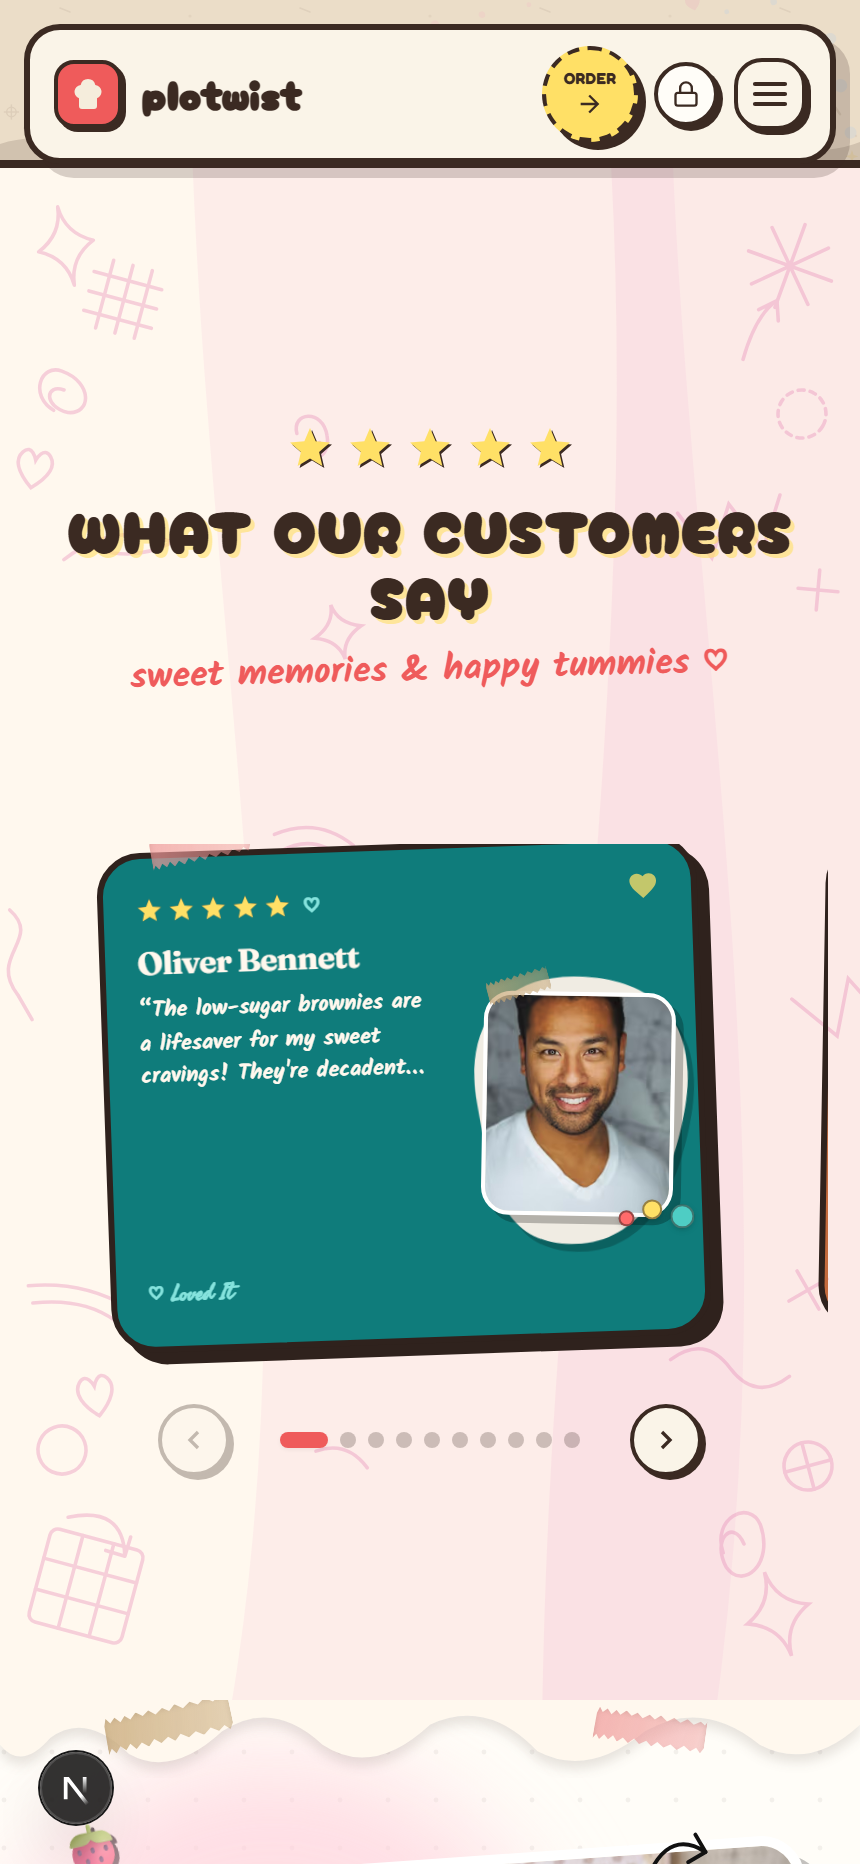 plotwist
ORDER
WHAT OUR CUSTOMERS
SAY
sweet memories & happy tummies
Oliver Bennett
“The low-sugar brownies are
a lifesaver for my sweet
cravings! They're decadent...
Loved It
N